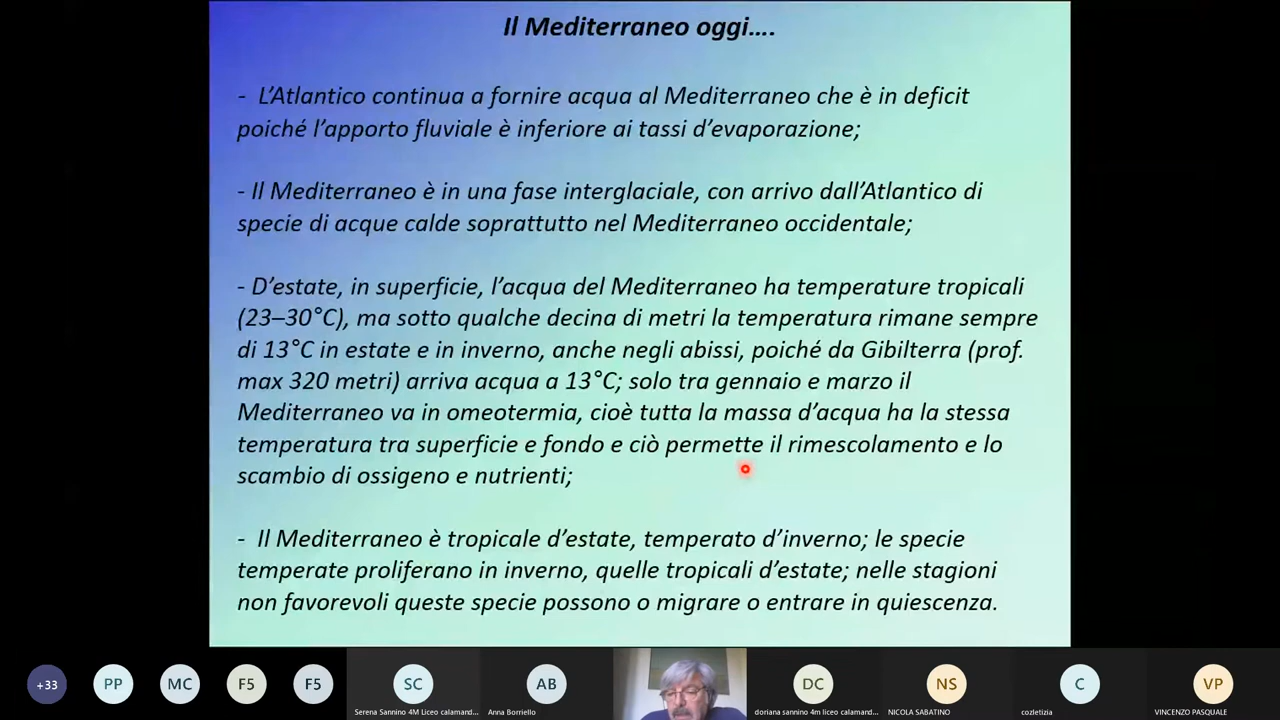 Il Mediterraneo oggi....
- L'Atlantico continua a fornire acqua al Mediterraneo che è in deficit
poiché l'apporto fluviale è inferiore ai tassi d'evaporazione;
- Il Mediterraneo è in una fase interglaciale, con arrivo dall'Atlantico di
specie di acque calde soprattutto nel Mediterraneo occidentale;
- D'estate, in superficie, l'acqua del Mediterraneo ha temperature tropicali
(23–30°C), ma sotto qualche decina di metri la temperatura rimane sempre
di 13°C in estate e in inverno, anche negli abissi, poiché da Gibilterra (prof.
max 320 metri) arriva acqua a 13°C; solo tra gennaio e marzo il
Mediterraneo va in omeotermia, cioè tutta la massa d'acqua ha la stessa
temperatura tra superficie e fondo e ciò permette il rimescolamento e lo
scambio di ossigeno e nutrienti;
- Il Mediterraneo è tropicale d'estate, temperato d'inverno; le specie
temperate proliferano in inverno, quelle tropicali d'estate; nelle stagioni
non favorevoli queste specie possono o migrare o entrare in quiescenza.
+33 PP MC F5 F5 SC AB DC NS C VP
Serena Sannino 4M Liceo calamand... Anna Borriello doriana sannino 4m liceo calamand... NICOLA SABATINO cozletizia VINCENZO PASQUALE